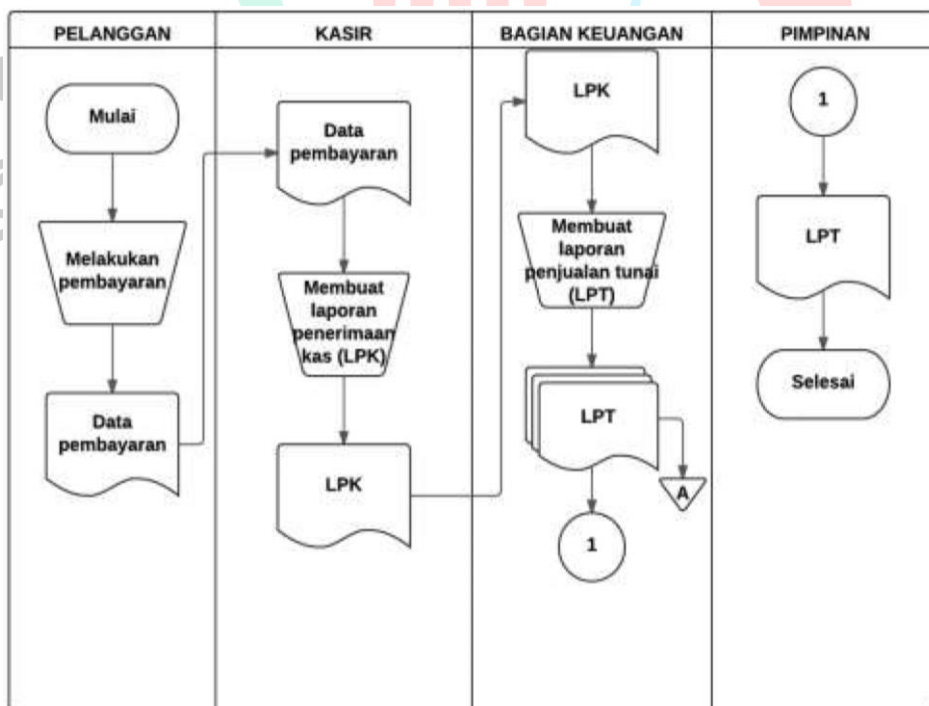 PELANGGAN
KASIR
BAGIAN KEUANGAN
PIMPINAN
Mulai
Melakukan
pembayaran
Data
pembayaran
Data
pembayaran
Membuat
laporan
penerimaan
kas (LPK)
LPK
LPK
Membuat
laporan
penjualan tunai
(LPT)
LPT
A
1
1
LPT
Selesai